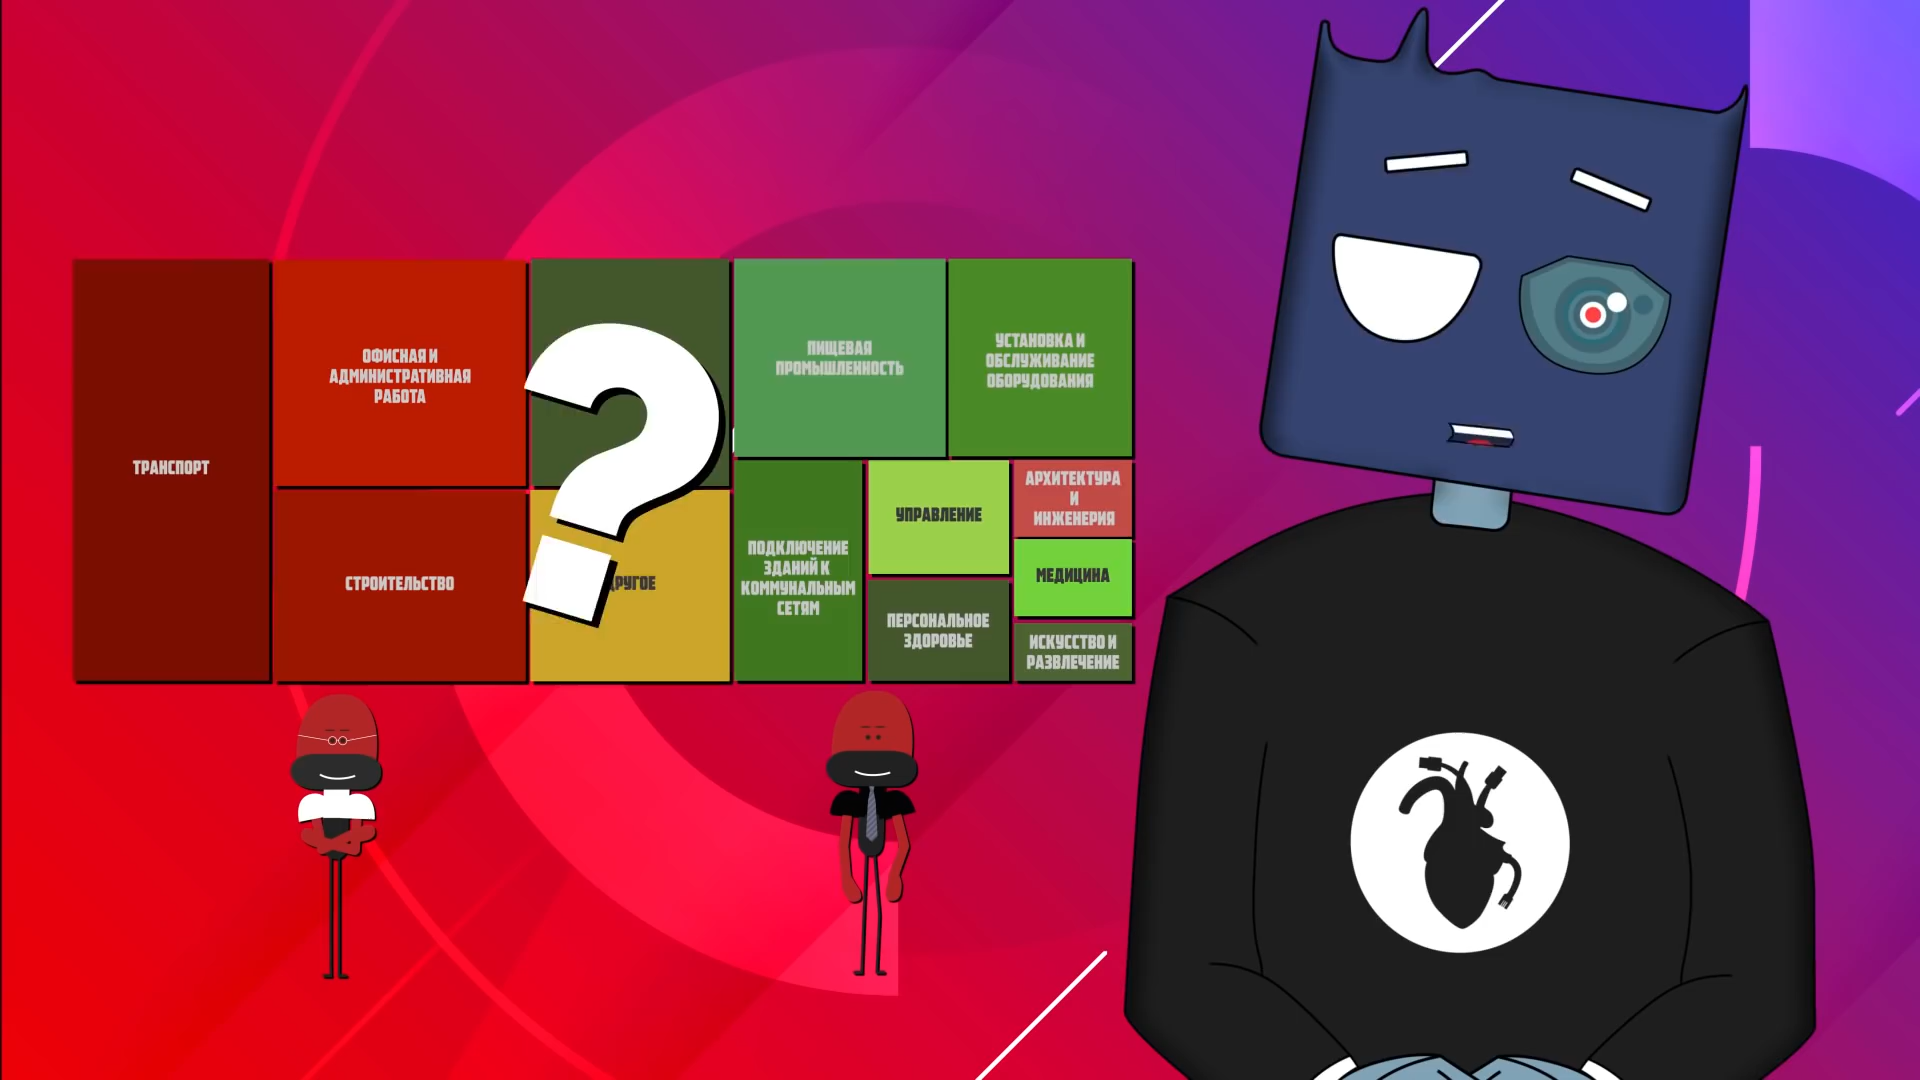 ТРАНСПОРТ
ОФИСНАЯ И
АДМИНИСТРАТИВНАЯ
РАБОТА
СТРОИТЕЛЬСТВО
?
ПИЩЕВАЯ
ПРОМЫШЛЕННОСТЬ
УСТАНОВКА И
ОБСЛУЖИВАНИЕ
ОБОРУДОВАНИЯ
ПОДКЛЮЧЕНИЕ
ЗДАНИЙ К
КОММУНАЛЬНЫМ
СЕТЯМ
УПРАВЛЕНИЕ
ПЕРСОНАЛЬНОЕ
ЗДОРОВЬЕ
АРХИТЕКТУРА
И
ИНЖЕНЕРИЯ
МЕДИЦИНА
ИСКУССТВО И
РАЗВЛЕЧЕНИЕ